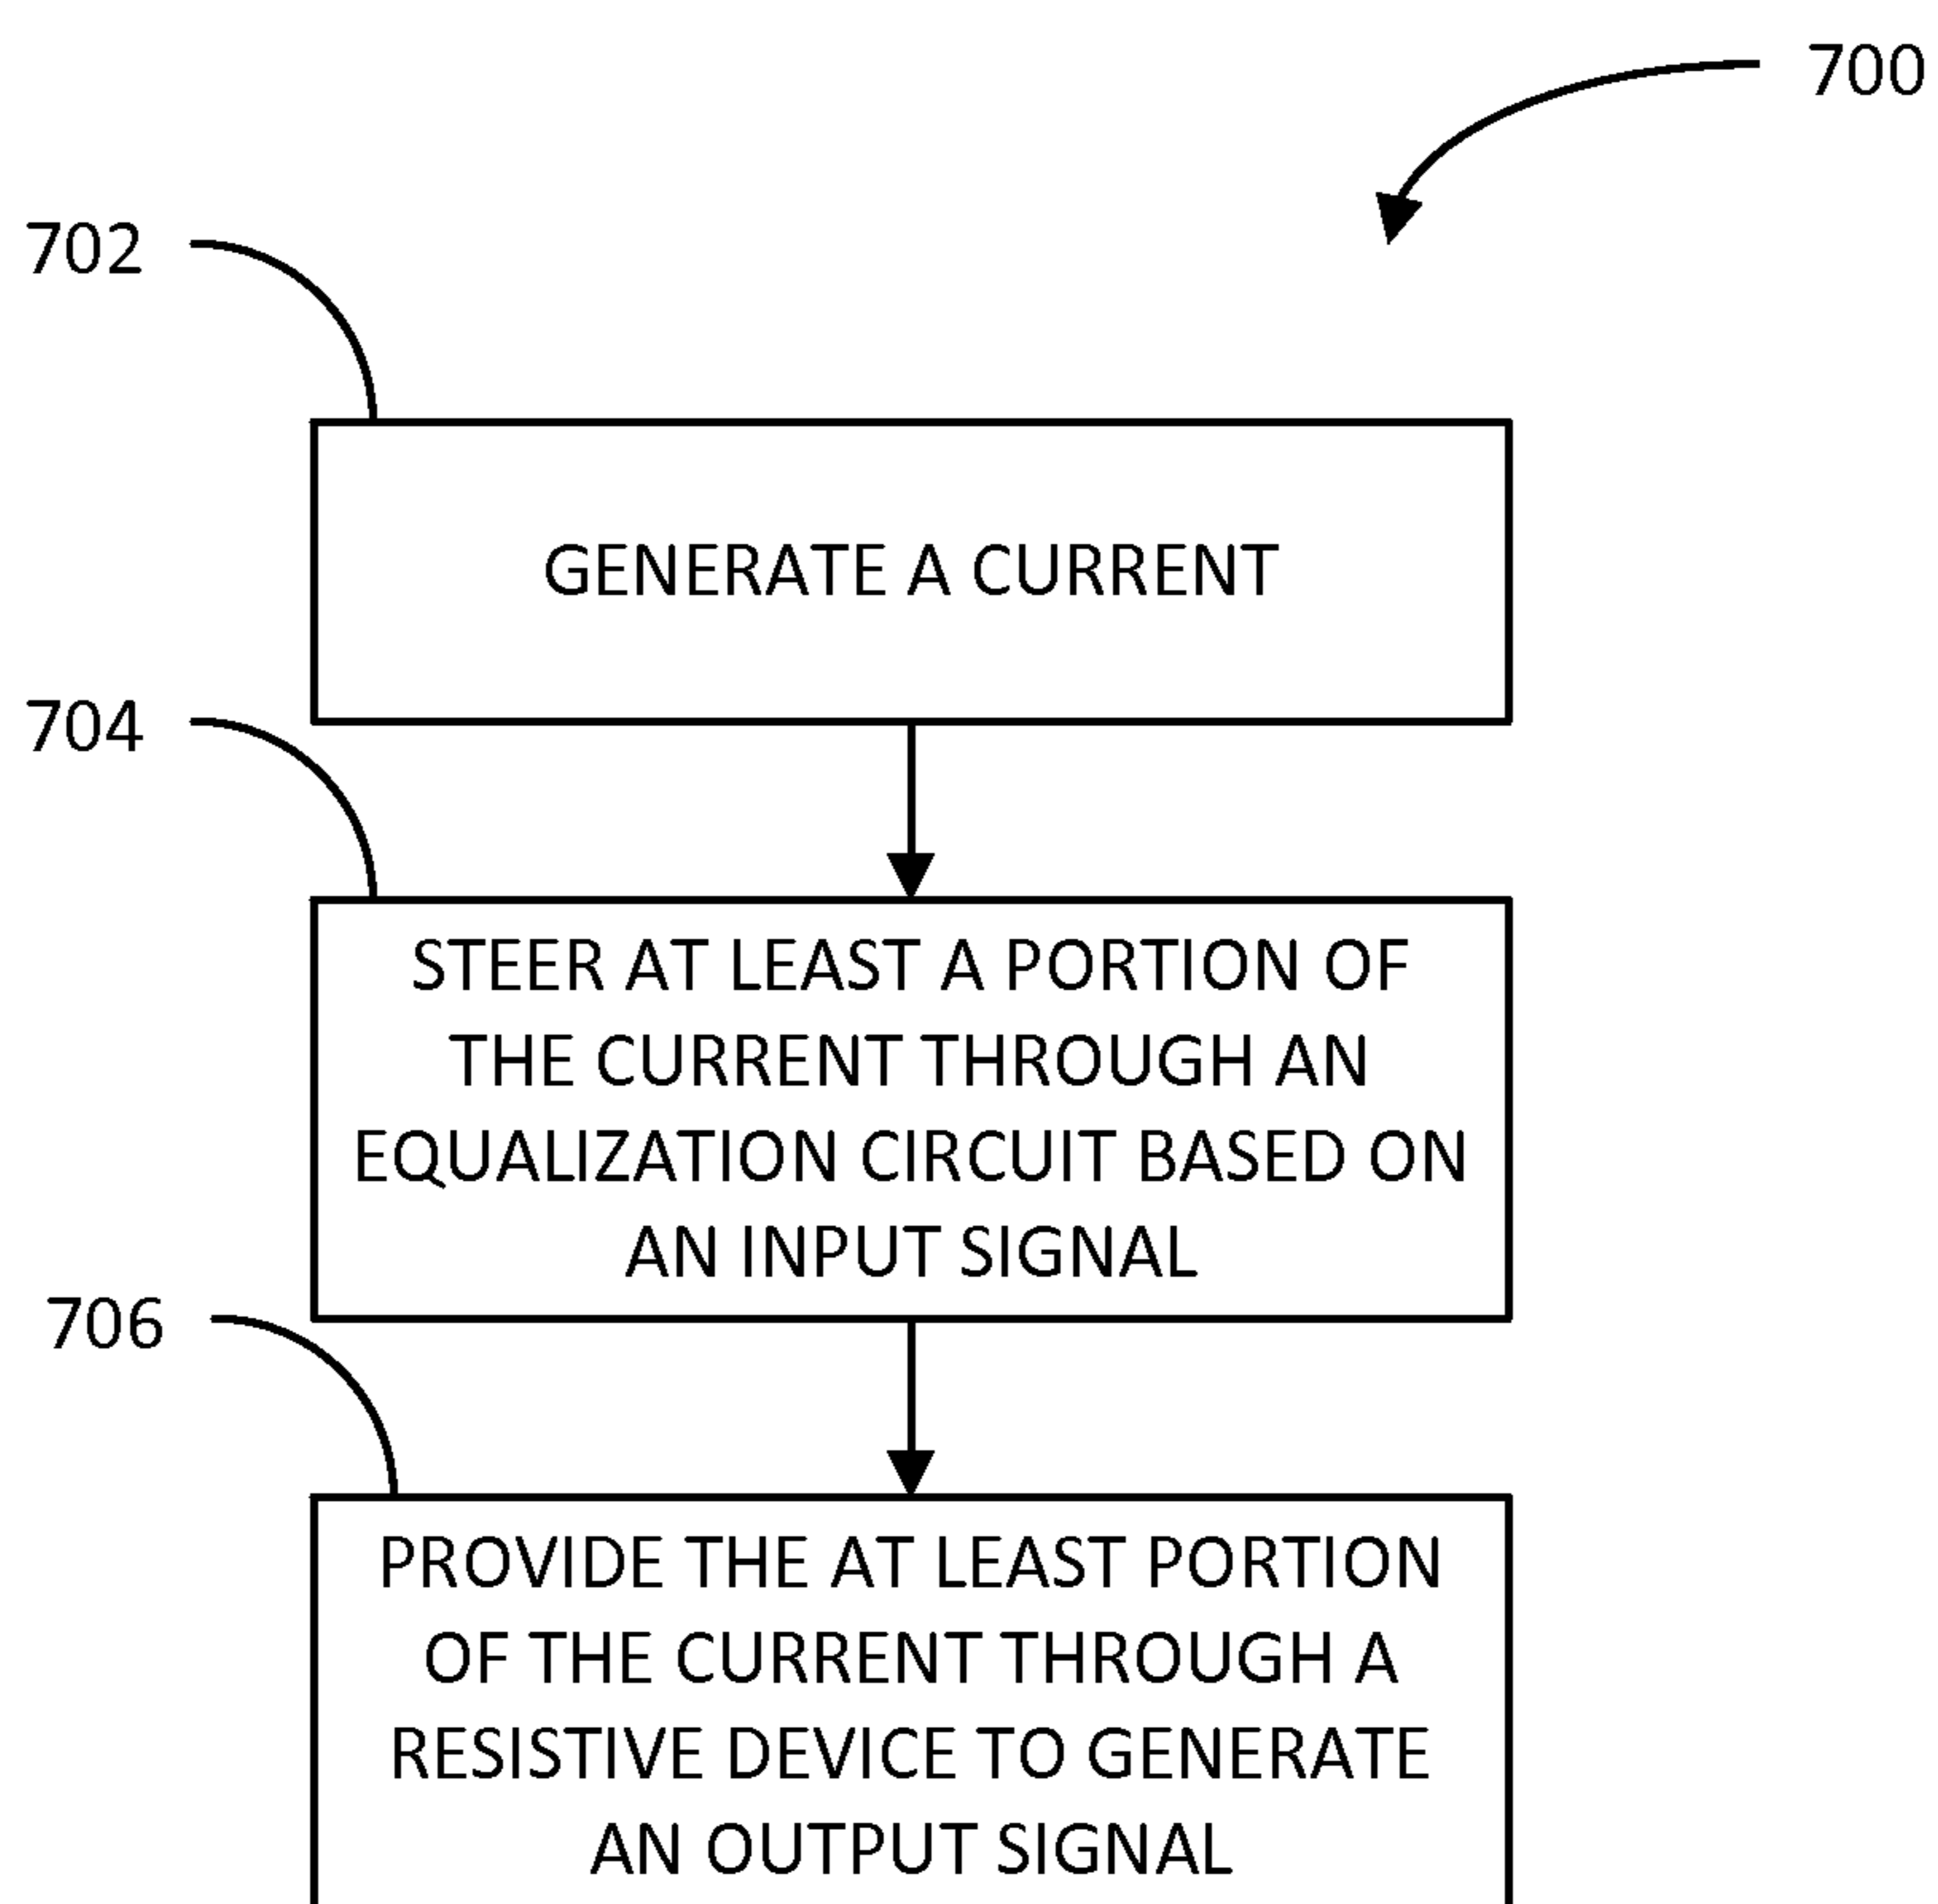 700
702
GENERATE A CURRENT
704
STEER AT LEAST A PORTION OF
THE CURRENT THROUGH AN
EQUALIZATION CIRCUIT BASED ON
AN INPUT SIGNAL
706
PROVIDE THE AT LEAST PORTION
OF THE CURRENT THROUGH A
RESISTIVE DEVICE TO GENERATE
AN OUTPUT SIGNAL